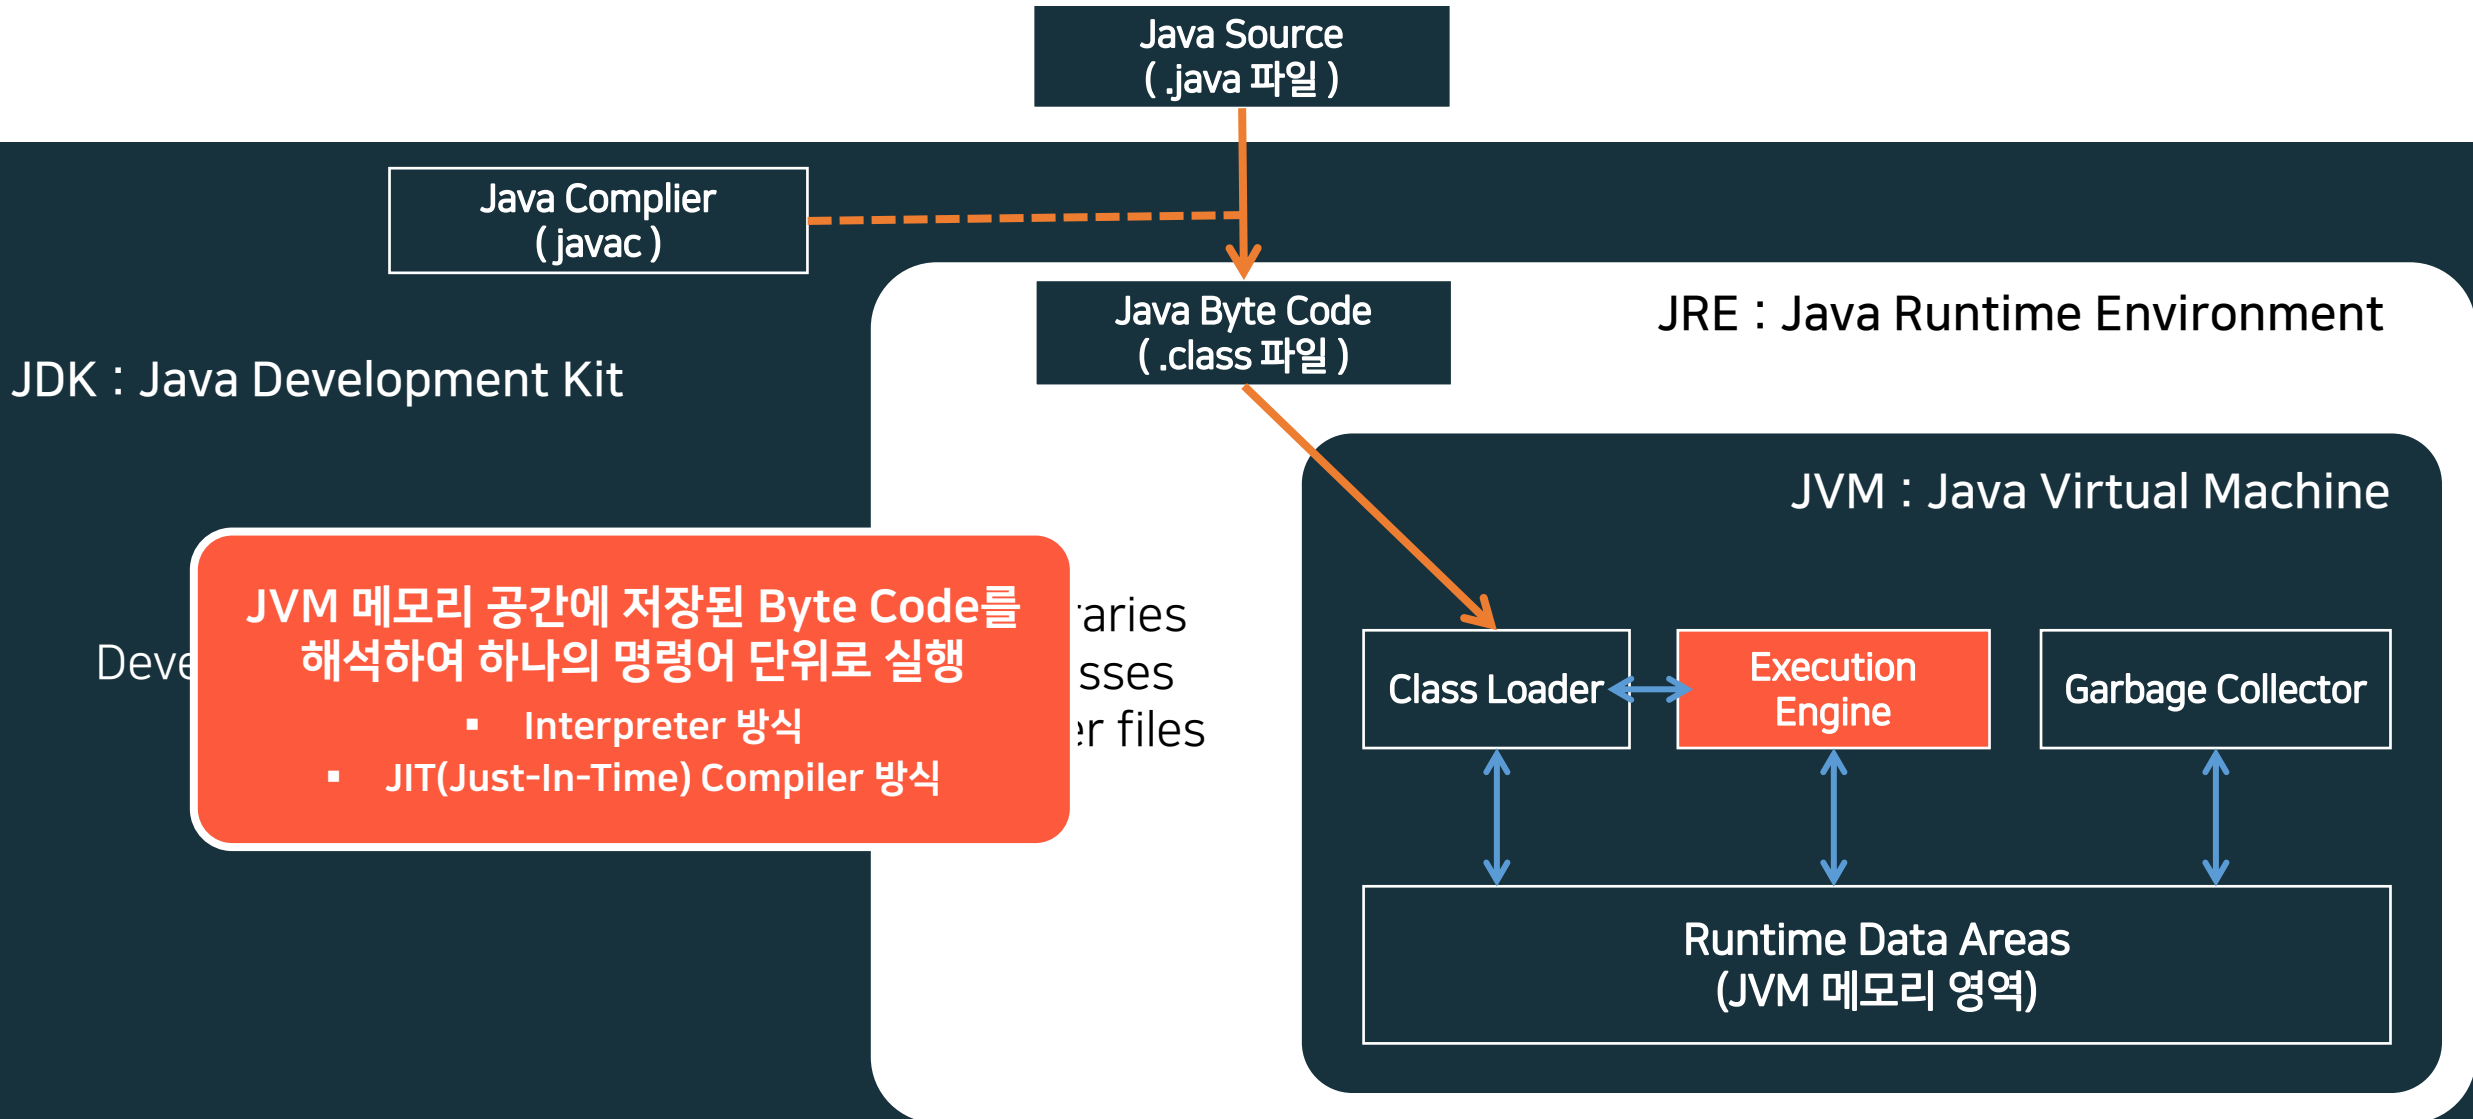 Java Source
( .java 파일 )
Java Complier
( javac )
Java Byte Code
( .class 파일 )
JRE : Java Runtime Environment
JDK : Java Development Kit
JVM : Java Virtual Machine
JVM 메모리 공간에 저장된 Byte Code를
해석하여 하나의 명령어 단위로 실행
▪ Interpreter 방식
▪ JIT(Just-In-Time) Compiler 방식
files
Class Loader
Execution
Engine
Garbage Collector
Runtime Data Areas
(JVM 메모리 영역)